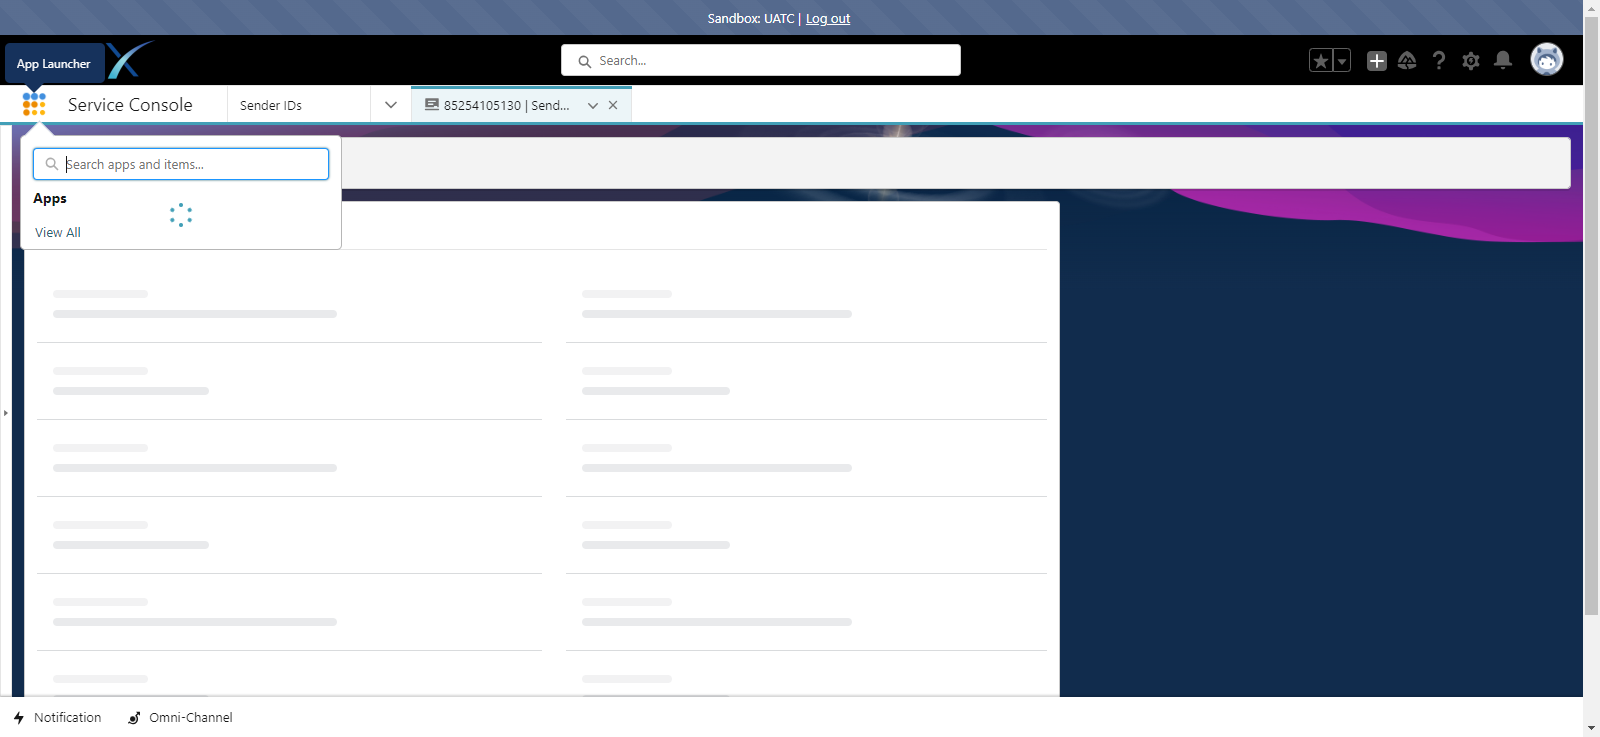 Sandbox: UATC | Log out
App Launcher
Search...
Service Console
Sender IDs
85254105130 | Send...
Search apps and items...
Apps
View All
Notification
Omni-Channel